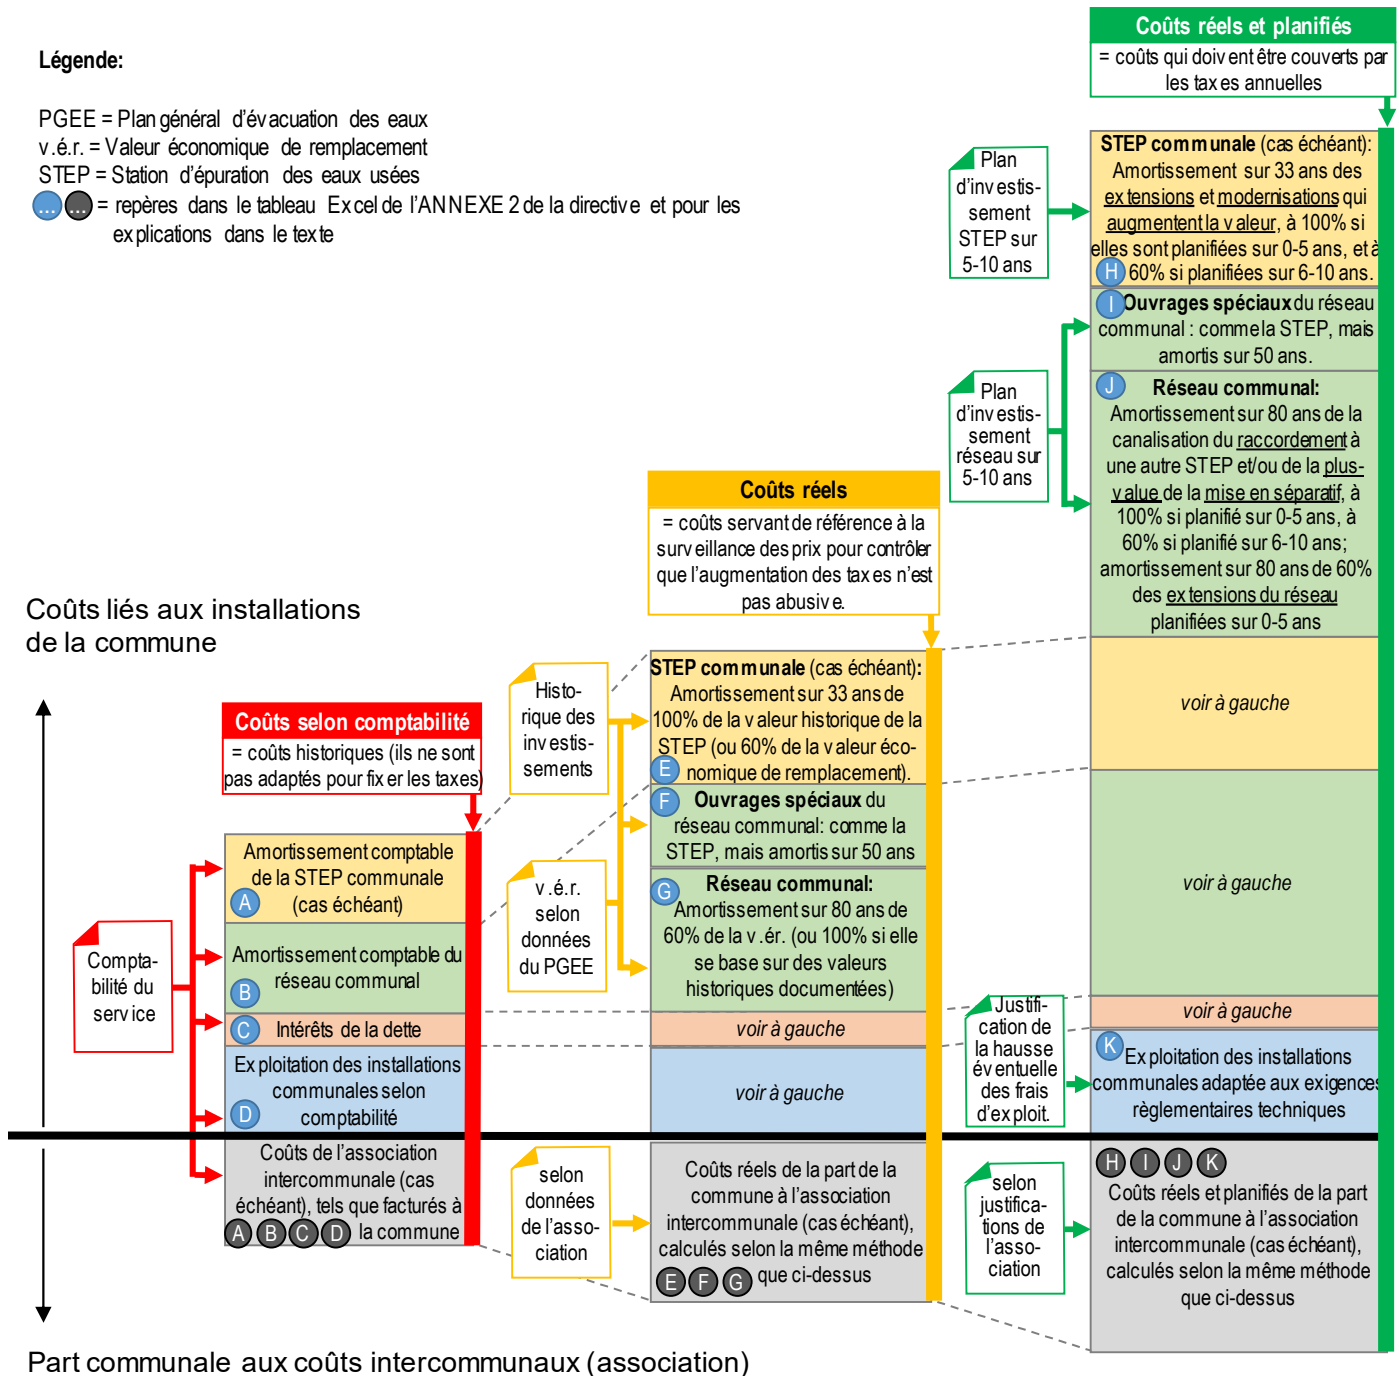 Légende:
PGEE = Plan général d'évacuation des eaux
v.é.r. = Valeur économique de remplacement
STEP = Station d'épuration des eaux usées
... ... = repères dans le tableau Excel de l'ANNEXE 2 de la directive et pour les
explications dans le texte
Coûts réels et planifiés
= coûts qui doivent être couverts par
les taxes annuelles
Plan
d'investis-
sement
STEP sur
5-10 ans
STEP communale (cas échéant):
Amortissement sur 33 ans des
extensions et modernisations qui
augmentent la valeur, à 100% si
elles sont planifiées sur 0-5 ans, et à
H 60% si planifiées sur 6-10 ans.
I Ouvrages spéciaux du réseau
communal : comme la STEP, mais
amortis sur 50 ans.
Plan
d'investis-
sement
réseau sur
5-10 ans
J Réseau communal:
Amortissement sur 80 ans de la
canalisation du raccordement à
une autre STEP et/ou de la plus-
value de la mise en séparatif, à
100% si planifié sur 0-5 ans, à
60% si planifié sur 6-10 ans;
amortissement sur 80 ans de 60%
des extensions du réseau
planifiées sur 0-5 ans
voir à gauche
voir à gauche
voir à gauche
Justifi-
cation de
la hausse
éventuelle
des frais
d'exploit.
K Exploitation des installations
communales adaptée aux exigences
règlementaires techniques
Coûts réels
= coûts servant de référence à la
surveillance des prix pour contrôler
que l'augmentation des taxes n'est
pas abusive.
Histo-
rique des
investis-
sements
STEP communale (cas échéant):
Amortissement sur 33 ans de
100% de la valeur historique de la
STEP (ou 60% de la valeur éco-
E nomique de remplacement).
F Ouvrages spéciaux du
réseau communal: comme la
STEP, mais amortis sur 50 ans
v.é.r.
selon
données
du PGEE
G Réseau communal:
Amortissement sur 80 ans de
60% de la v.ér. (ou 100% si elle
se base sur des valeurs
historiques documentées)
voir à gauche
voir à gauche
Coûts liés aux installations
de la commune
Coûts selon comptabilité
= coûts historiques (ils ne sont
pas adaptés pour fixer les taxes)
Compta-
bilité du
service
Amortissement comptable
de la STEP communale
A (cas échéant)
Amortissement comptable du
B réseau communal
C Intérêts de la dette
Exploitation des installations
communales selon
D comptabilité
Coûts de l'association
intercommunale (cas
échéant), tels que facturés à
A B C D la commune
selon
données
de l'asso-
ciation
Coûts réels de la part de la
commune à l'association
intercommunale (cas échéant),
calculés selon la même méthode
E F G que ci-dessus
selon
justifica-
tions de
l'asso-
ciation
H I J K
Coûts réels et planifiés de la part
de la commune à l'association
intercommunale (cas échéant),
calculés selon la même méthode
que ci-dessus
Part communale aux coûts intercommunaux (association)